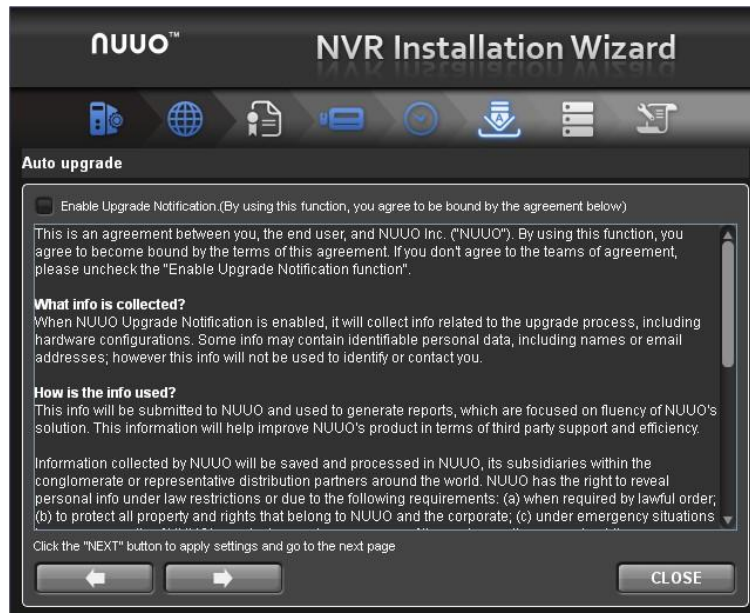 nuuo™
NVR Installation Wizard
A
Auto upgrade
Enable Upgrade Notification.(By using this function, you agree to be bound by the agreement below)
This is an agreement between you, the end user, and NUUO Inc. ("NUUO"). By using this function, you
agree to become bound by the terms of this agreement. If you don't agree to the teams of agreement,
please uncheck the "Enable Upgrade Notification function".
What info is collected?
When NUUO Upgrade Notification is enabled, it will collect info related to the upgrade process, including
hardware configurations. Some info may contain identifiable personal data, including names or email
addresses; however this info will not be used to identify or contact you.
How is the info used?
This info will be submitted to NUUO and used to generate reports, which are focused on fluency of NUUO's
solution. This information will help improve NUUO's product in terms of third party support and efficiency.
Information collected by NUUO will be saved and processed in NUUO, its subsidiaries within the
conglomerate or representative distribution partners around the world. NUUO has the right to reveal
personal info under law restrictions or due to the following requirements: (a) when required by lawful order;
(b) to protect all property and rights that belong to NUUO and the corporate; (c) under emergency situations
Click the "NEXT" button to apply settings and go to the next page
CLOSE